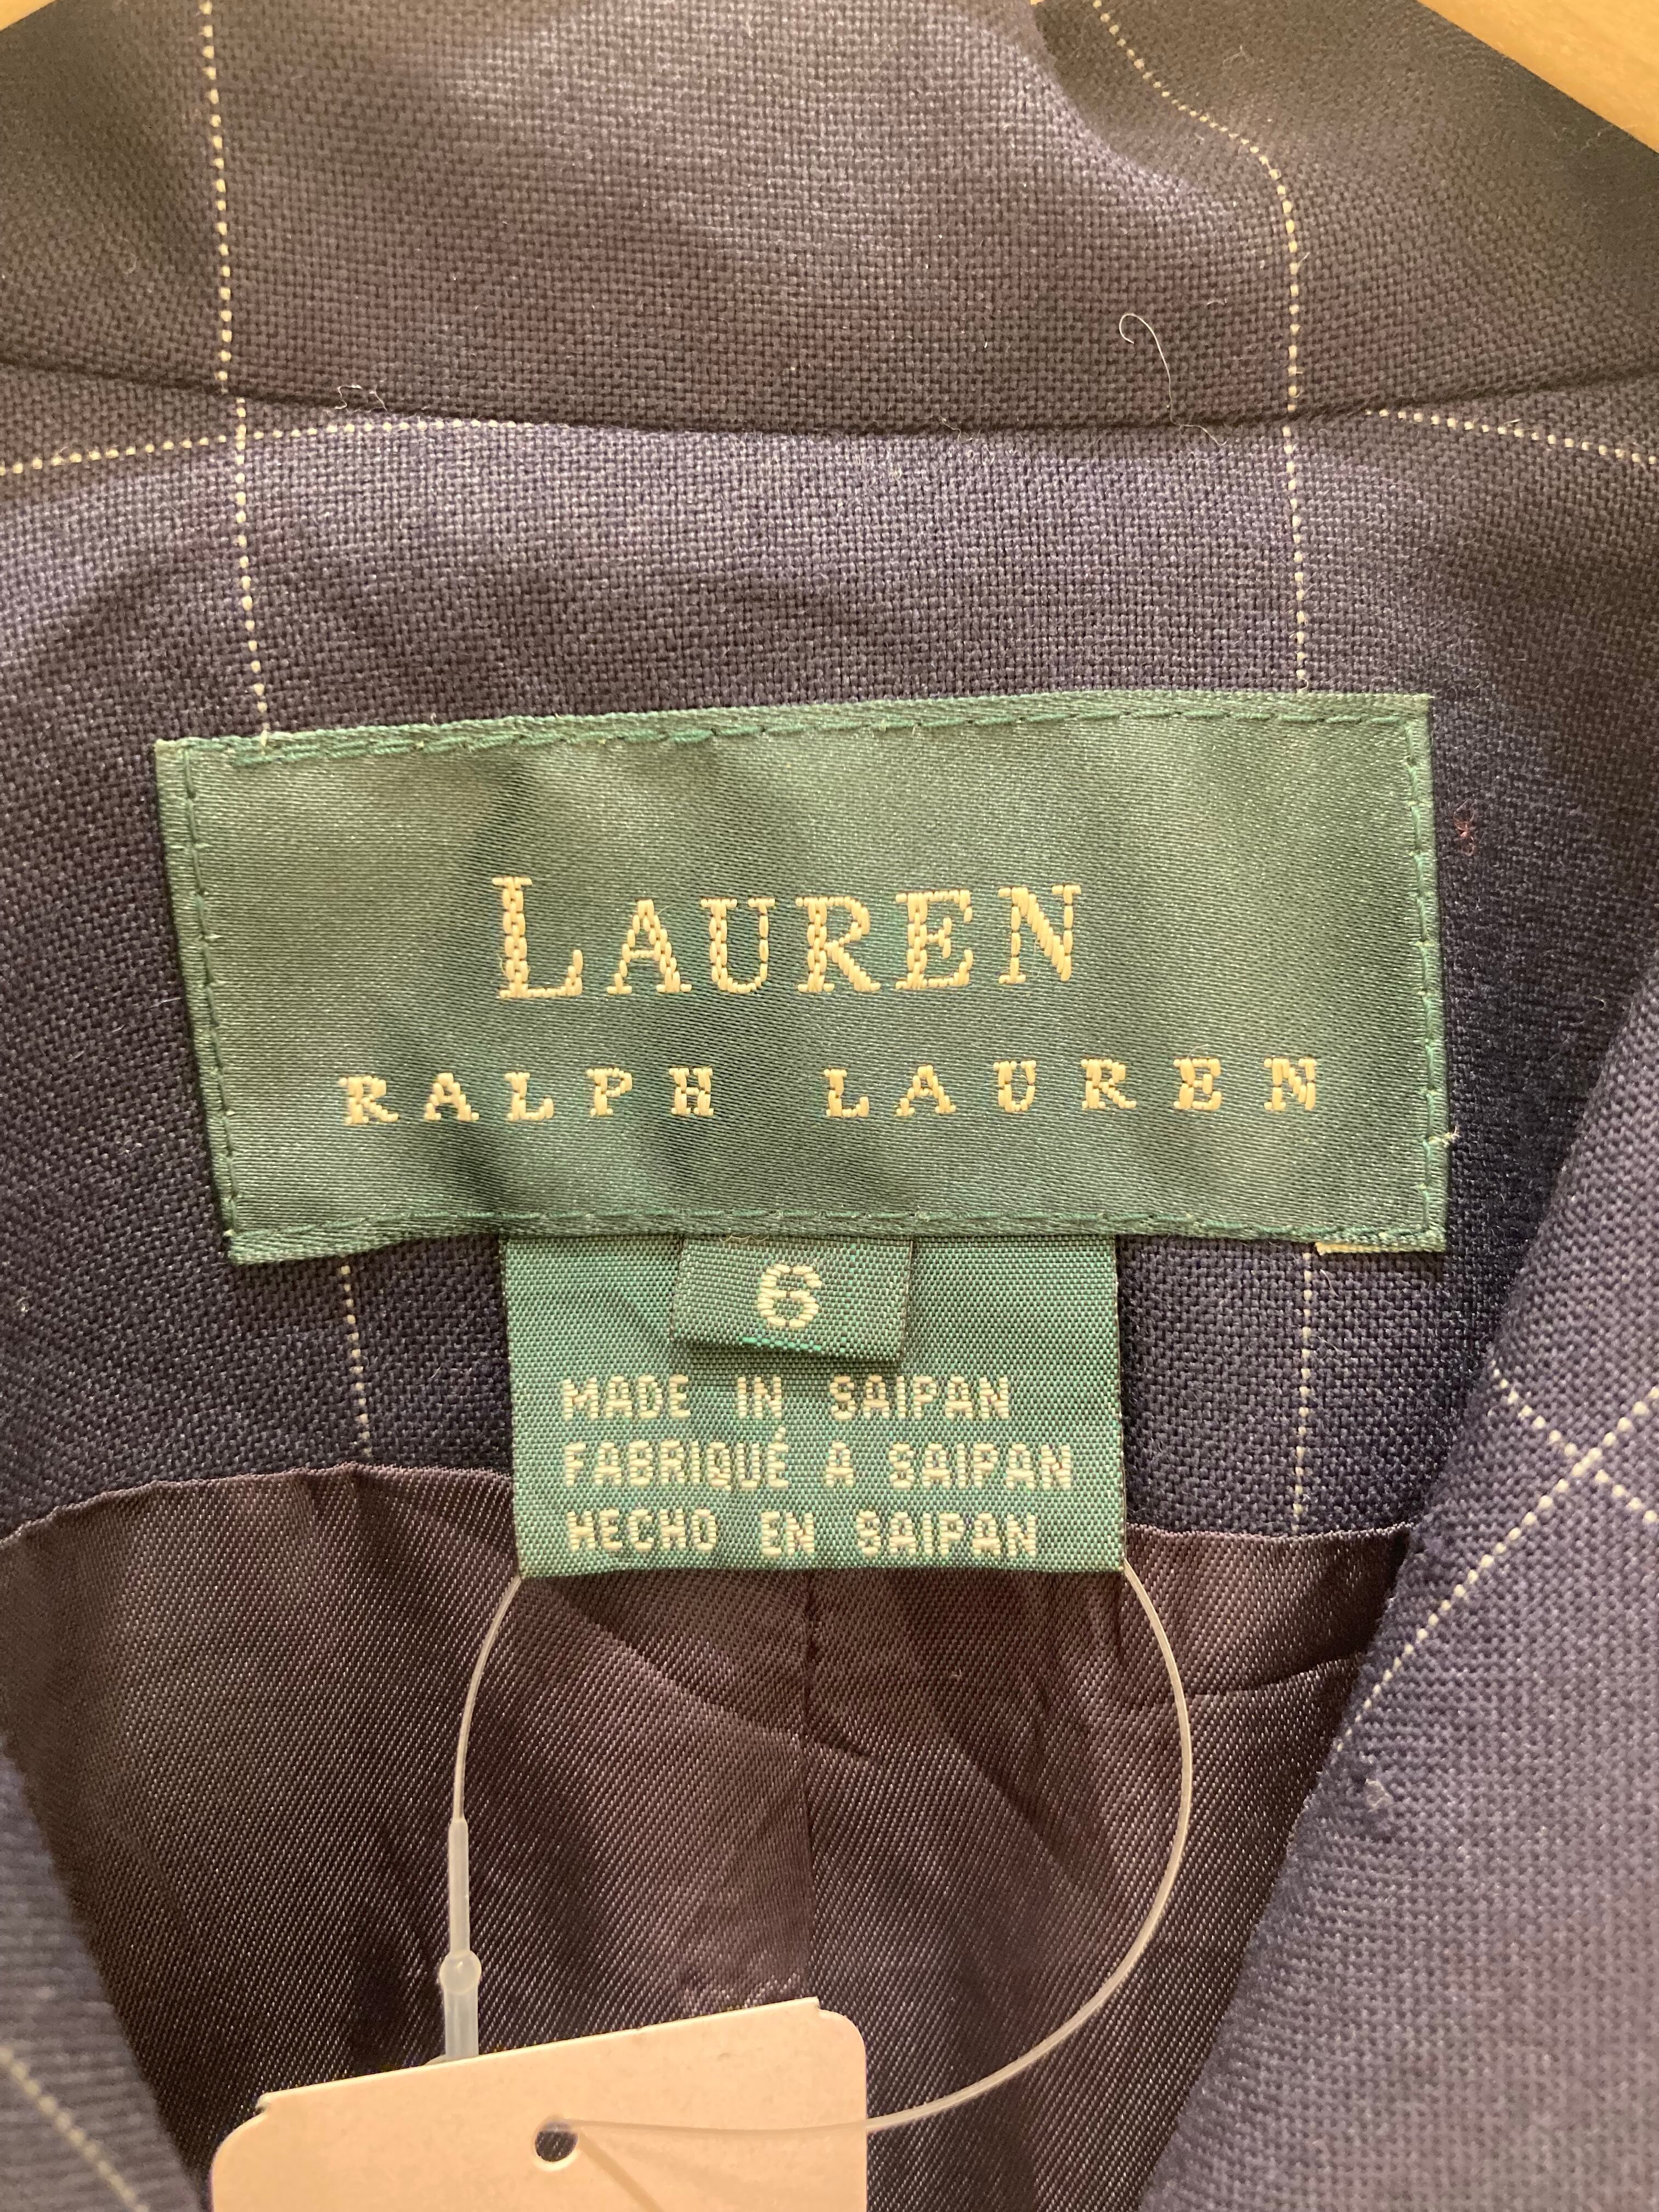 LAUREN
RALPH LAUREN
6
MADE IN SAIPAN
FABRIQUÉ A SAIPAN
HECHO EN SAIPAN